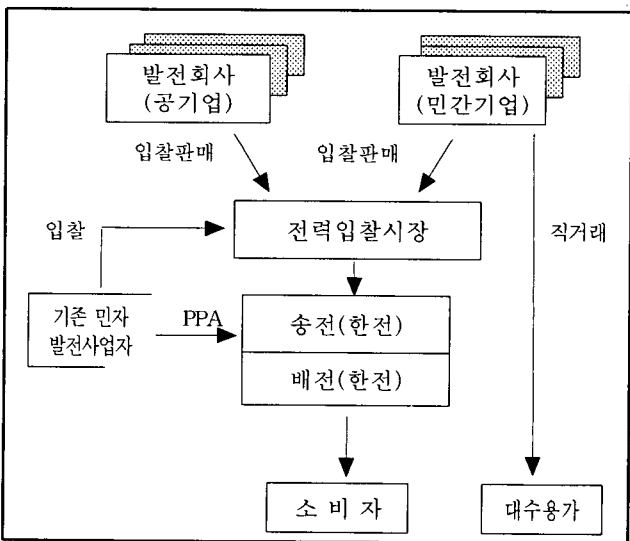 발전회사
(공기업)
발전회사
(민간기업)
입찰판매
입찰판매
입찰
전력입찰시장
직거래
기존 민자
발전사업자
PPA
송전(한전)
배전(한전)
소 비 자
대수용가